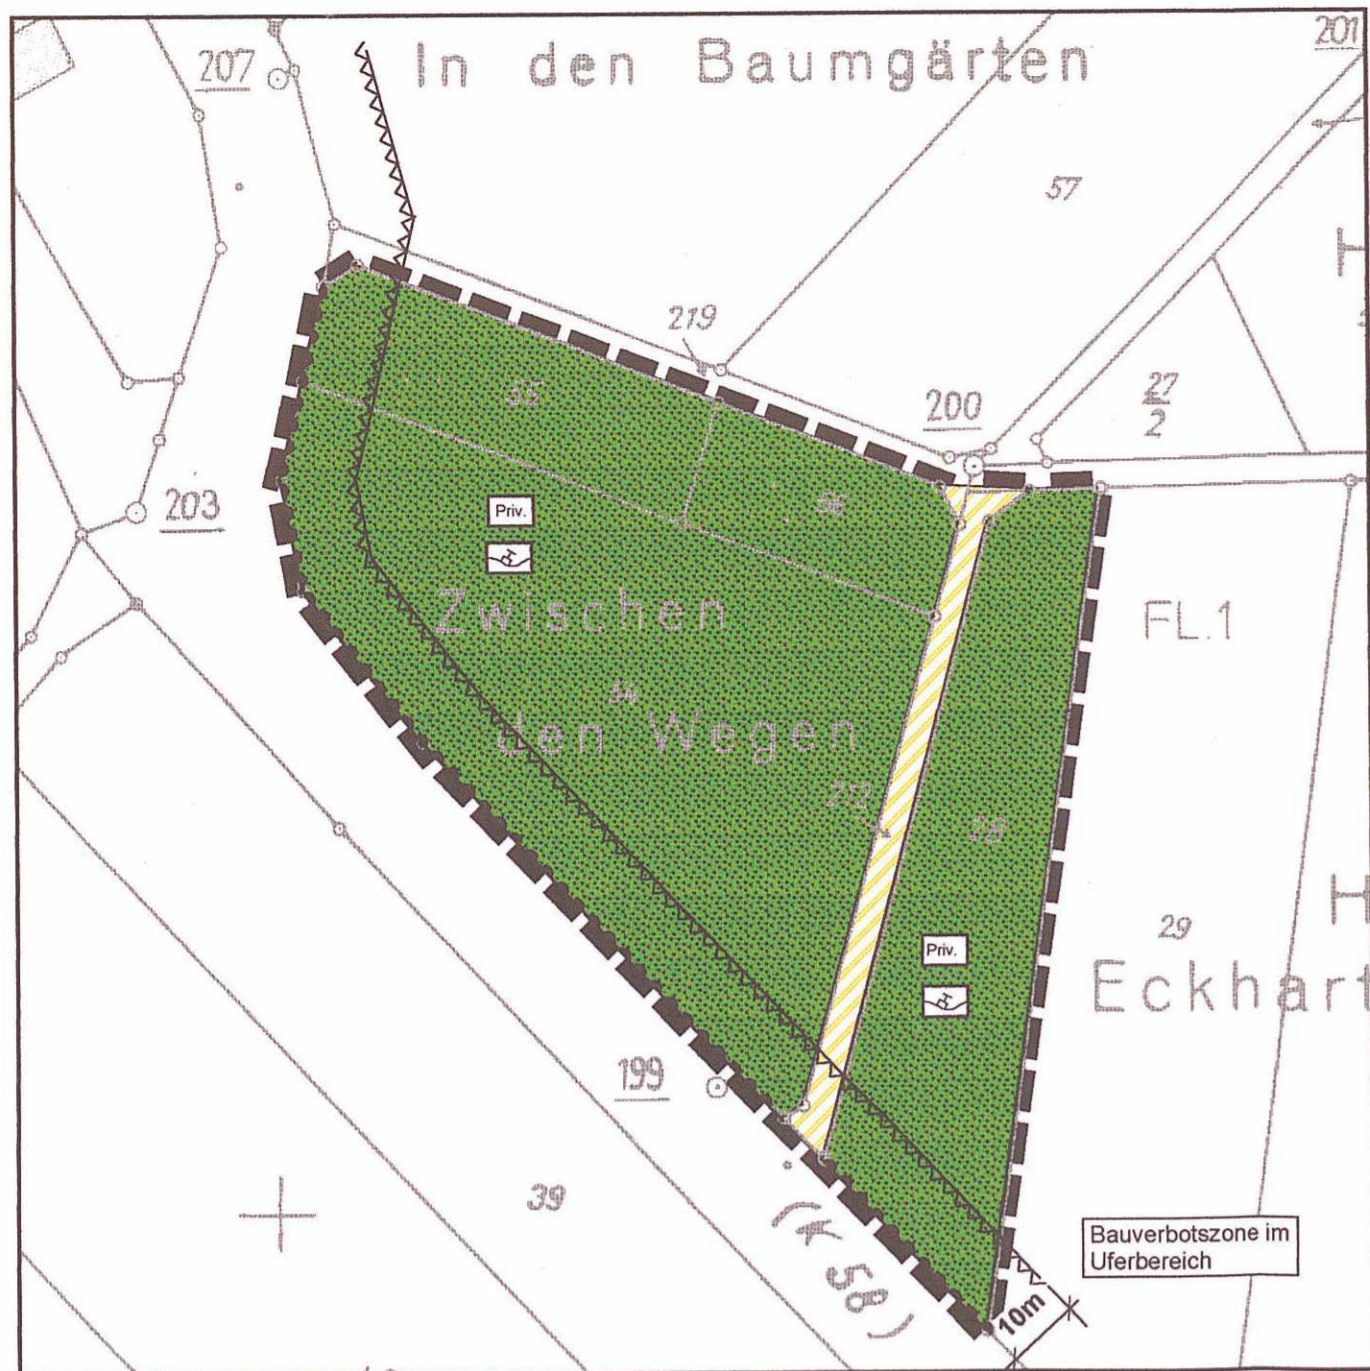 In den Baumgärten
201
207
57
219
200
27
2
55
56
203
Priv.
Zwischen
FL.1
54
den Wegen
212
28
29
Priv.
H
Eckhart
199
39
(K 58)
Bauverbotszone im
Uferbereich
10m